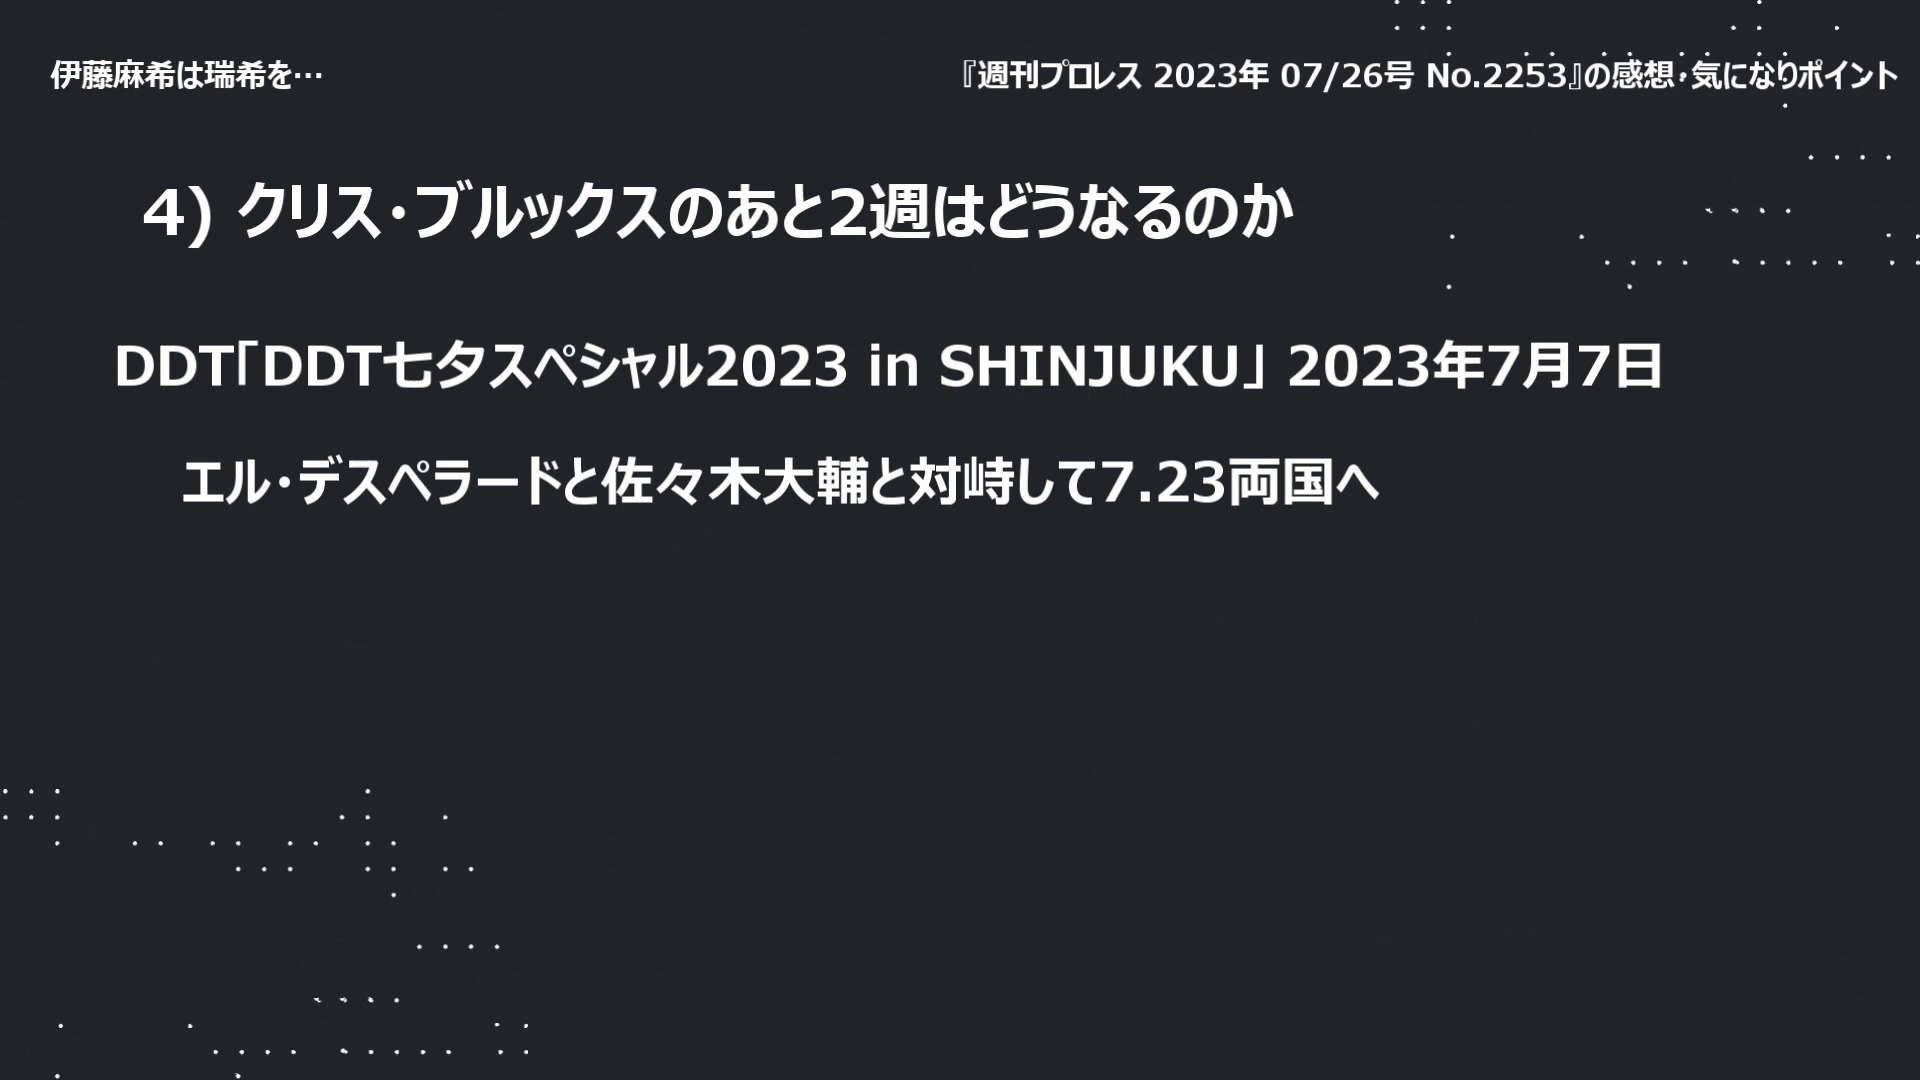 伊藤麻希は瑞希を…
『週刊プロレス 2023年 07/26号 No.2253』の感想・気になりポイント
4) クリス・ブルックスのあと2週はどうなるのか
DDT「DDT七夕スペシャル2023 in SHINJUKU」 2023年7月7日
エル・デスペラードと佐々木大輔と対峙して7.23両国へ